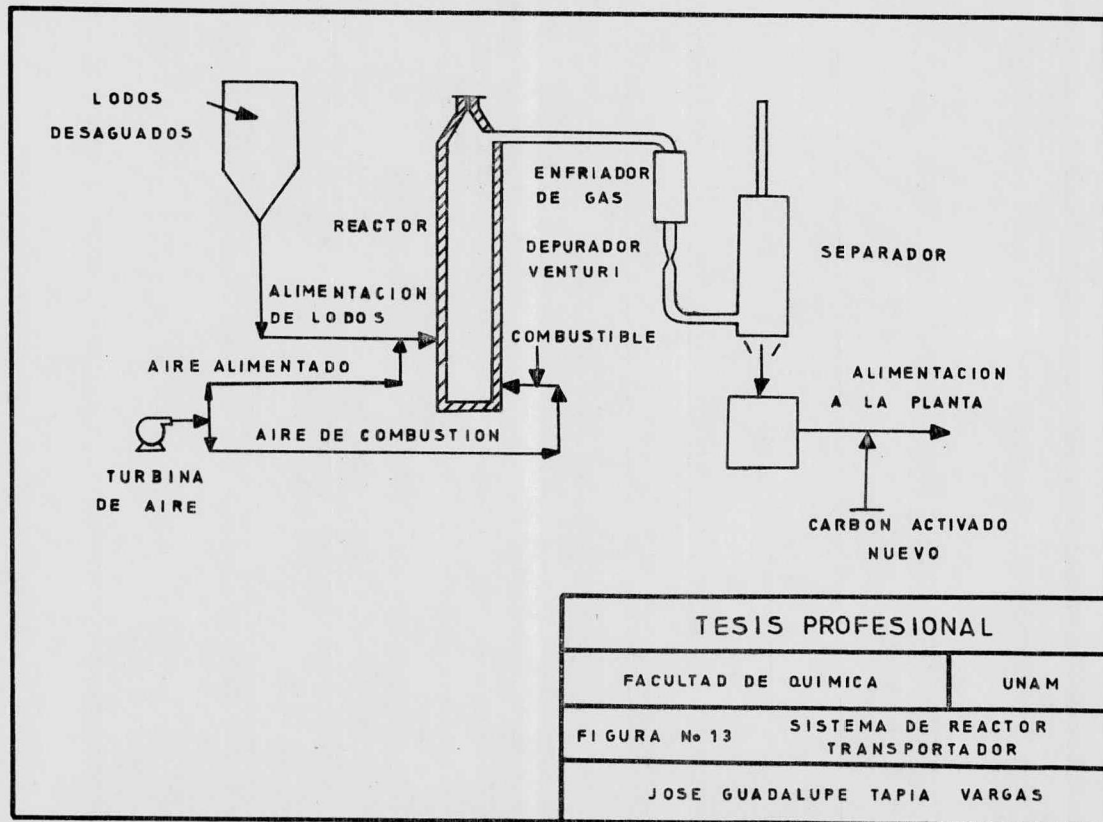 LODOS
DESAGUADOS
REACTOR
ENFRIADOR
DE GAS
DEPURADOR
VENTURI
SEPARADOR
ALIMENTACION
DE LODOS
COMBUSTIBLE
AIRE ALIMENTADO
AIRE DE COMBUSTION
TURBINA
DE AIRE
ALIMENTACION
A LA PLANTA
CARBON ACTIVADO
NUEVO
TESIS PROFESIONAL
FACULTAD DE QUIMICA UNAM
FIGURA No 13 SISTEMA DE REACTOR
TRANSPORTADOR
JOSE GUADALUPE TAPIA VARGAS